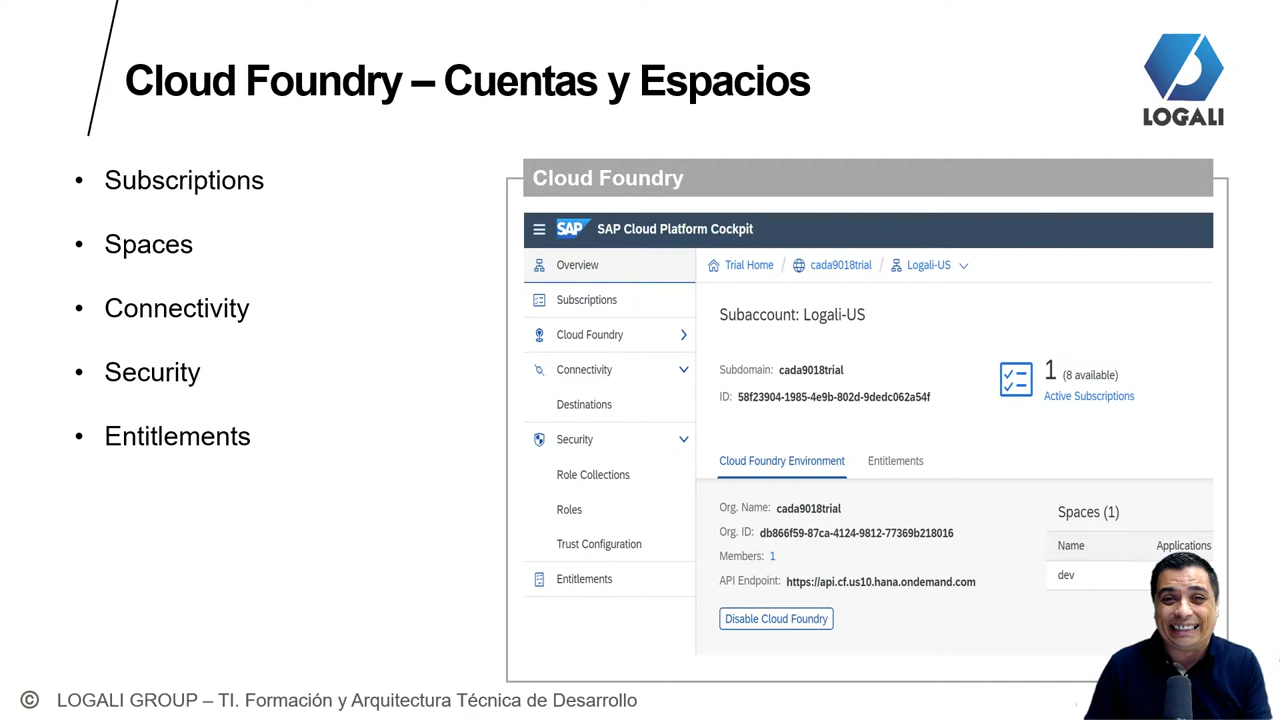 Cloud Foundry – Cuentas y Espacios
LOGALI
• Subscriptions
• Spaces
• Connectivity
• Security
• Entitlements
Cloud Foundry
SAP SAP Cloud Platform Cockpit
Overview
Subscriptions
Cloud Foundry
Connectivity
Destinations
Security
Role Collections
Roles
Trust Configuration
Entitlements
Trial Home / cada9018trial / Logali-US
Subaccount: Logali-US
Subdomain: cada9018trial
ID: 58f23904-1985-4e9b-802d-9dedc062a54f
1 (8 available)
Active Subscriptions
Cloud Foundry Environment Entitlements
Org. Name: cada9018trial
Org. ID: db866f59-87ca-4124-9812-77369b218016
Members: 1
API Endpoint: https://api.cf.us10.hana.ondemand.com
Disable Cloud Foundry
Spaces (1)
Name Applications
dev
© LOGALI GROUP – TI. Formación y Arquitectura Técnica de Desarrollo